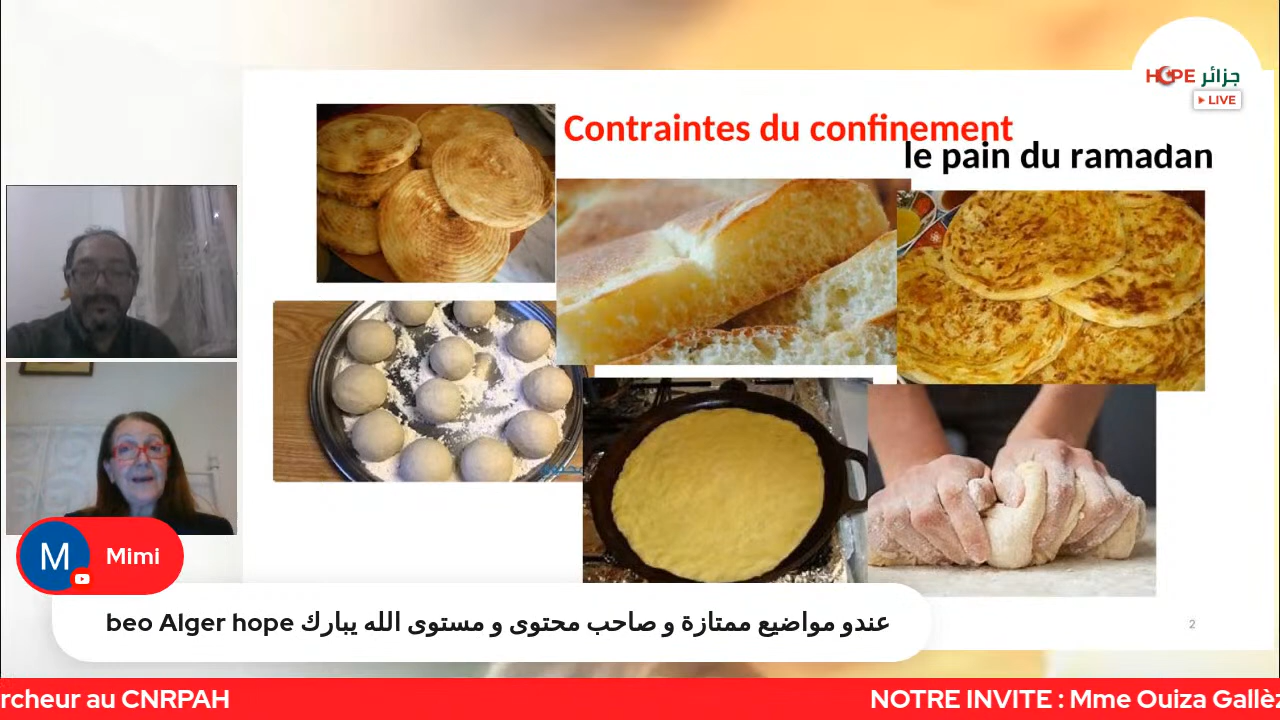 HOPE جزائر
LIVE
Contraintes du confinement
le pain du ramadan
M
Mimi
beo Alger hope عندو مواضيع ممتازة و صاحب محتوى و مستوى الله يبارك
2
rcheur au CNRPAH
NOTRE INVITE : Mme Ouiza Gallèz